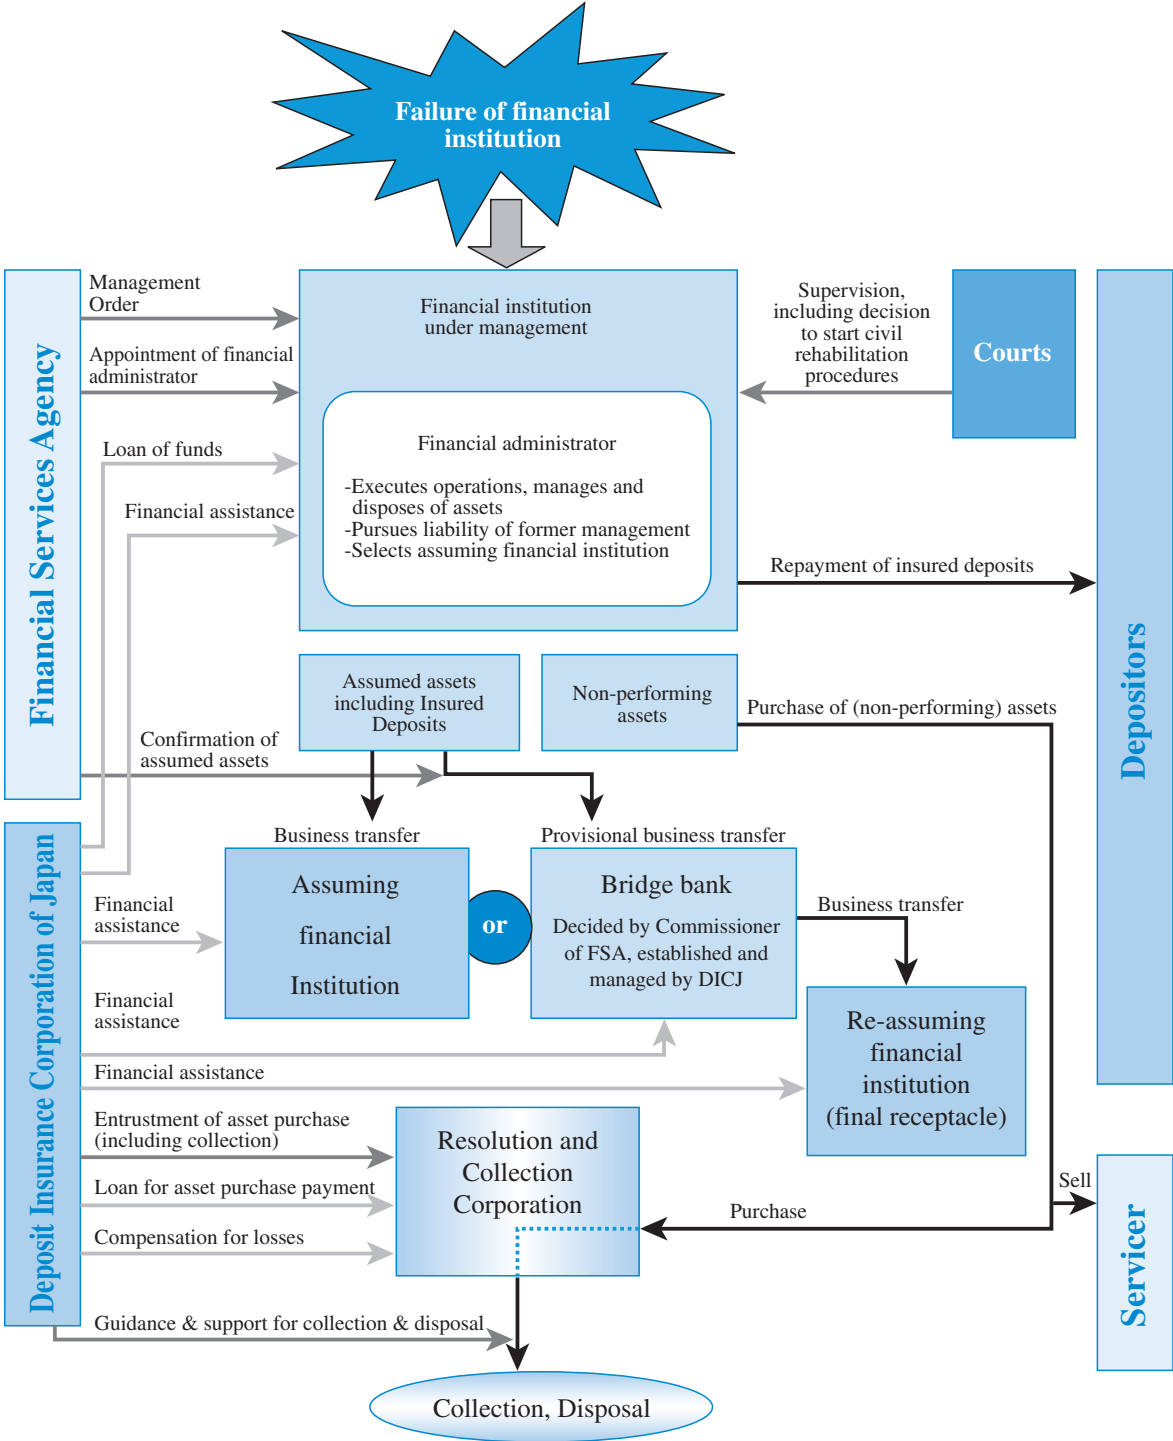 Failure of financial
institution
Financial Services Agency
Management
Order
Appointment of financial
administrator
Loan of funds
Financial assistance
Financial institution
under management
Financial administrator
-Executes operations, manages and
disposes of assets
-Pursues liability of former management
-Selects assuming financial institution
Supervision,
including decision
to start civil
rehabilitation
procedures
Courts
Depositors
Repayment of insured deposits
Assumed assets
including Insured
Deposits
Non-performing
assets
Purchase of (non-performing) assets
Confirmation of
assumed assets
Deposit Insurance Corporation of Japan
Business transfer
Provisional business transfer
Assuming
financial
Institution
or
Bridge bank
Decided by Commissioner
of FSA, established and
managed by DICJ
Business transfer
Financial
assistance
Financial
assistance
Financial assistance
Re-assuming
financial
institution
(final receptacle)
Entrustment of asset purchase
(including collection)
Loan for asset purchase payment
Compensation for losses
Resolution and
Collection
Corporation
Purchase
Sell
Servicer
Guidance & support for collection & disposal
Collection, Disposal